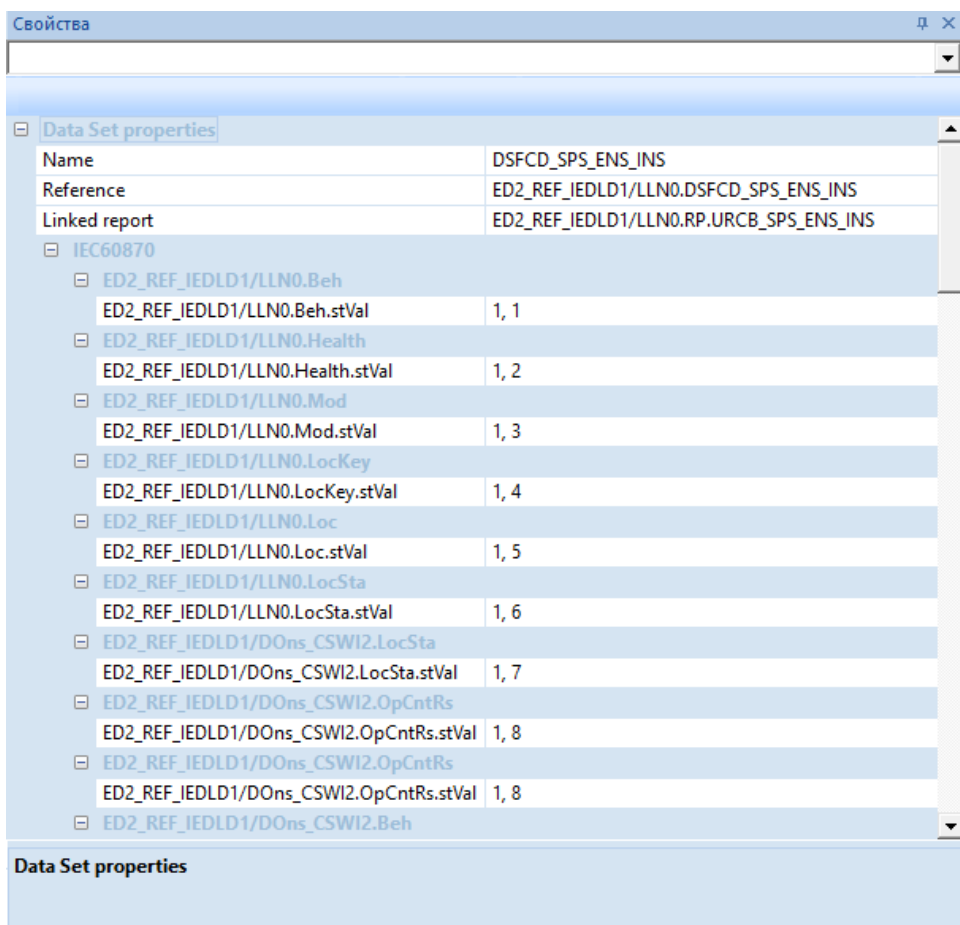 Свойства
Data Set properties
Name DSFCD_SPS_ENS_INS
Reference ED2_REF_IEDLD1/LLN0.DSFCD_SPS_ENS_INS
Linked report ED2_REF_IEDLD1/LLN0.RP.URCB_SPS_ENS_INS
IEC60870
ED2_REF_IEDLD1/LLN0.Beh
ED2_REF_IEDLD1/LLN0.Beh.stVal 1, 1
ED2_REF_IEDLD1/LLN0.Health
ED2_REF_IEDLD1/LLN0.Health.stVal 1, 2
ED2_REF_IEDLD1/LLN0.Mod
ED2_REF_IEDLD1/LLN0.Mod.stVal 1, 3
ED2_REF_IEDLD1/LLN0.LocKey
ED2_REF_IEDLD1/LLN0.LocKey.stVal 1, 4
ED2_REF_IEDLD1/LLN0.Loc
ED2_REF_IEDLD1/LLN0.Loc.stVal 1, 5
ED2_REF_IEDLD1/LLN0.LocSta
ED2_REF_IEDLD1/LLN0.LocSta.stVal 1, 6
ED2_REF_IEDLD1/DOns_CSWI2.LocSta
ED2_REF_IEDLD1/DOns_CSWI2.LocSta.stVal 1, 7
ED2_REF_IEDLD1/DOns_CSWI2.OpCntRs
ED2_REF_IEDLD1/DOns_CSWI2.OpCntRs.stVal 1, 8
ED2_REF_IEDLD1/DOns_CSWI2.OpCntRs
ED2_REF_IEDLD1/DOns_CSWI2.OpCntRs.stVal 1, 8
ED2_REF_IEDLD1/DOns_CSWI2.Beh
Data Set properties